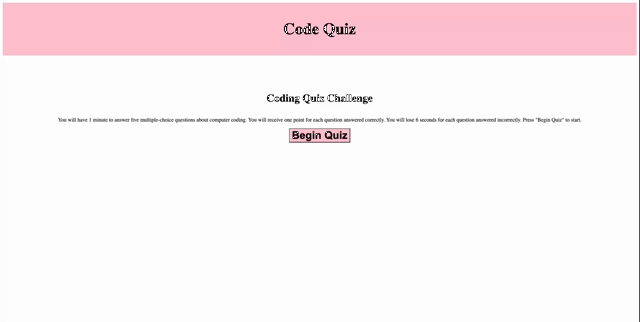 Code Quiz
Coding Quiz Challenge
You will have 1 minute to answer five multiple-choice questions about computer coding. You will receive one point for each question answered correctly. You will lose 6 seconds for each question answered incorrectly. Press "Begin Quiz" to start.
Begin Quiz